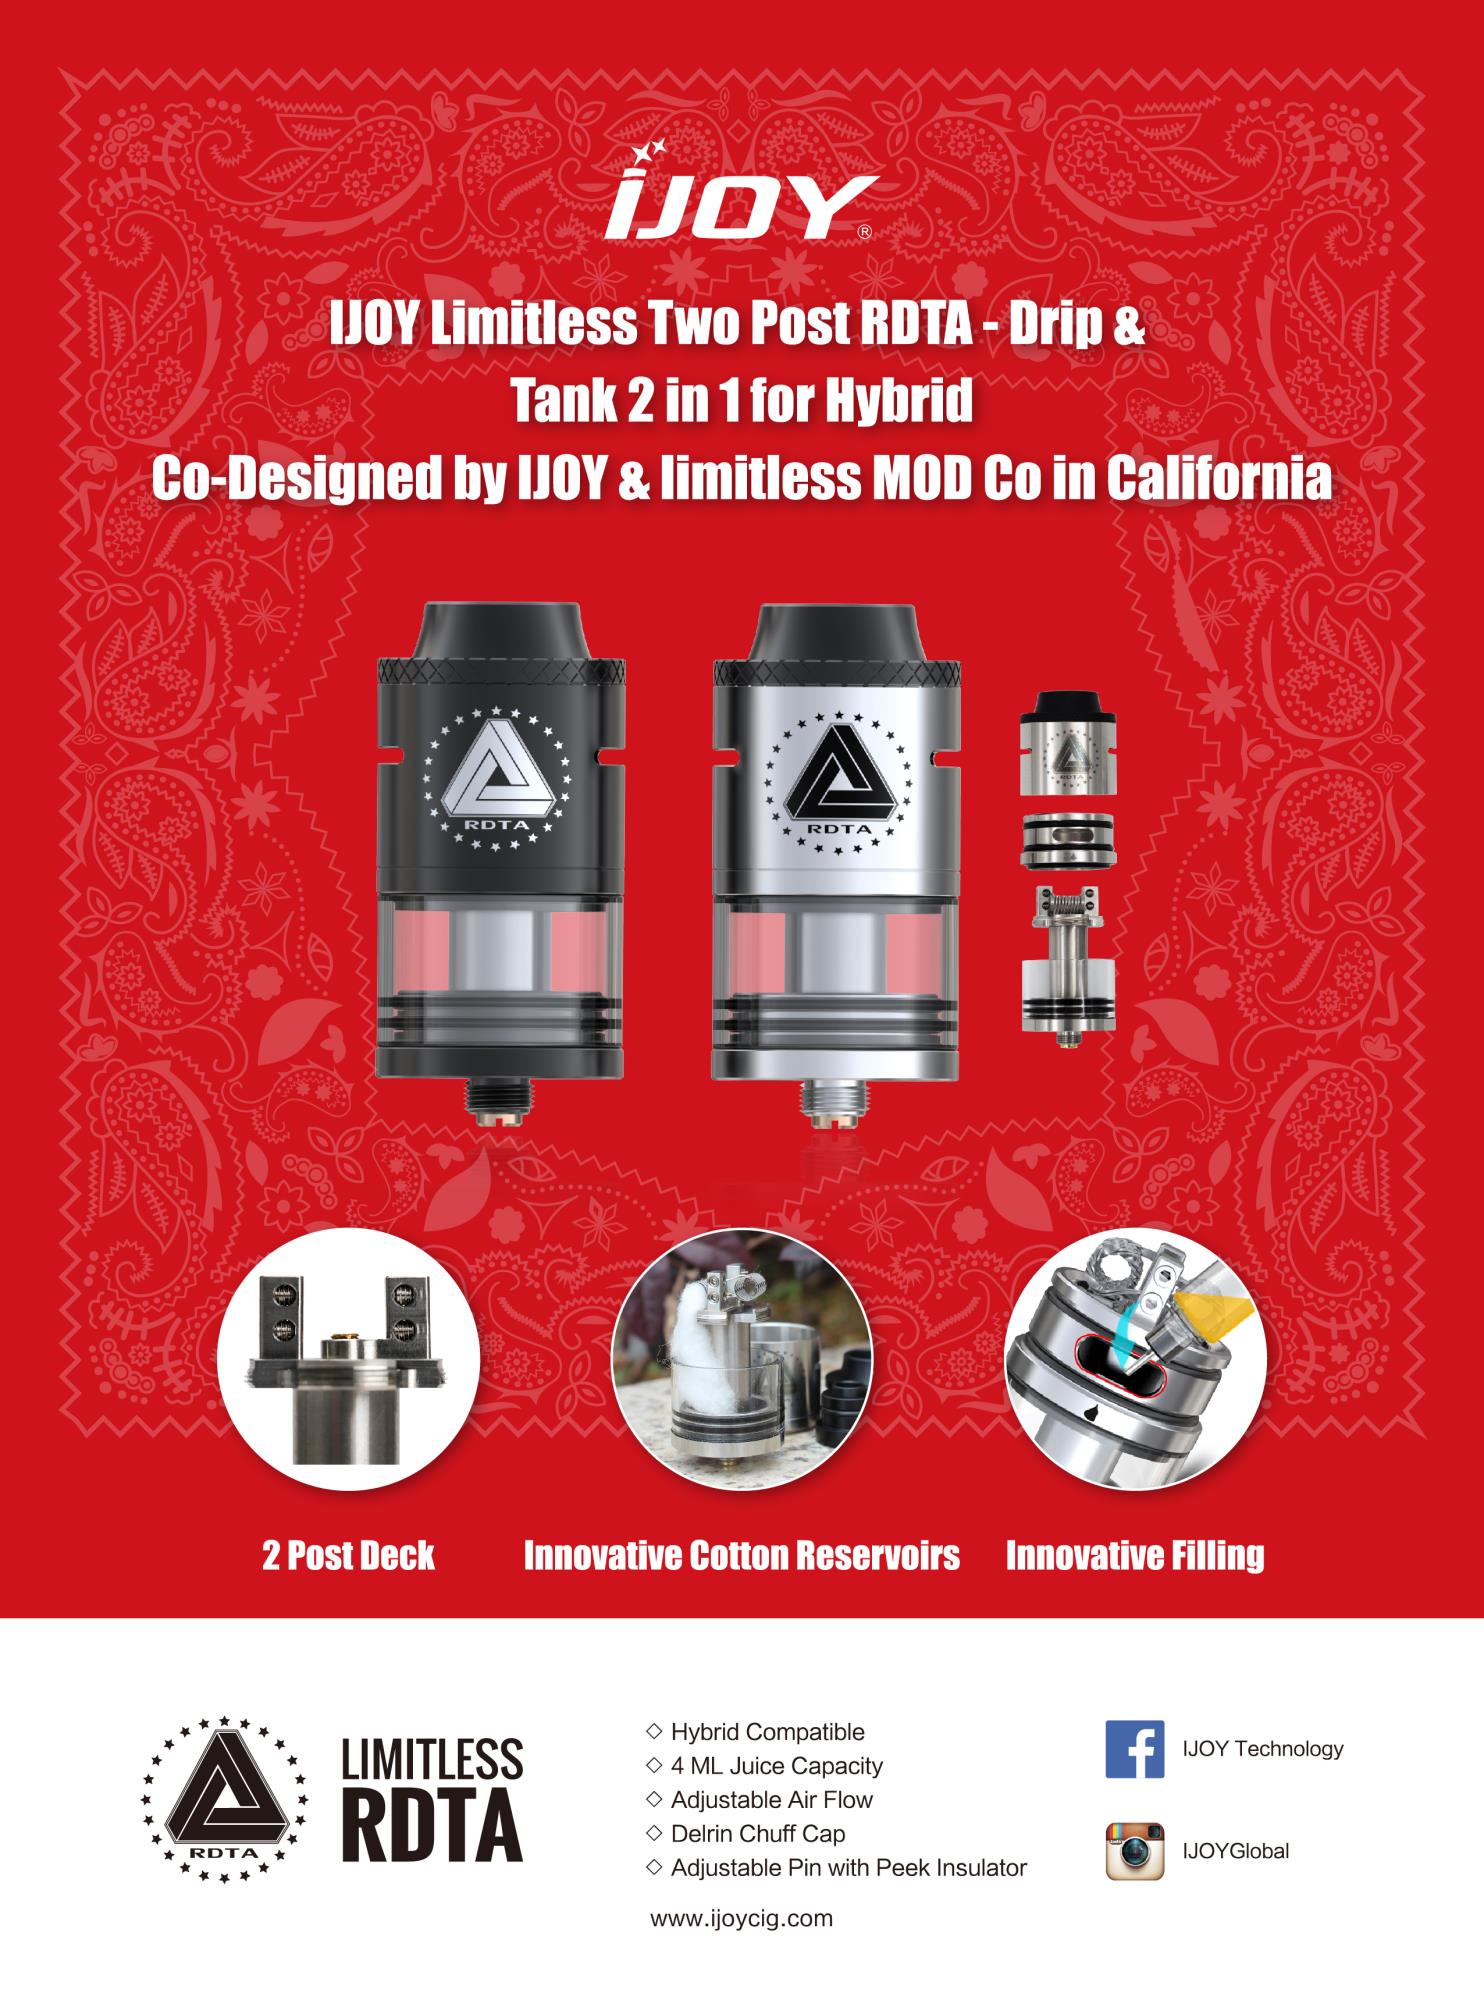 iJOY®
IJOY Limitless Two Post RDTA - Drip &
Tank 2 in 1 for Hybrid
Co-Designed by IJOY & limitless MOD Co in California
RDTA
RDTA
RDTA
2 Post Deck
Innovative Cotton Reservoirs
Innovative Filling
RDTA
LIMITLESS
RDTA
◇ Hybrid Compatible
◇ 4 ML Juice Capacity
◇ Adjustable Air Flow
◇ Delrin Chuff Cap
◇ Adjustable Pin with Peek Insulator
www.ijoycig.com
IJOY Technology
IJOYGlobal